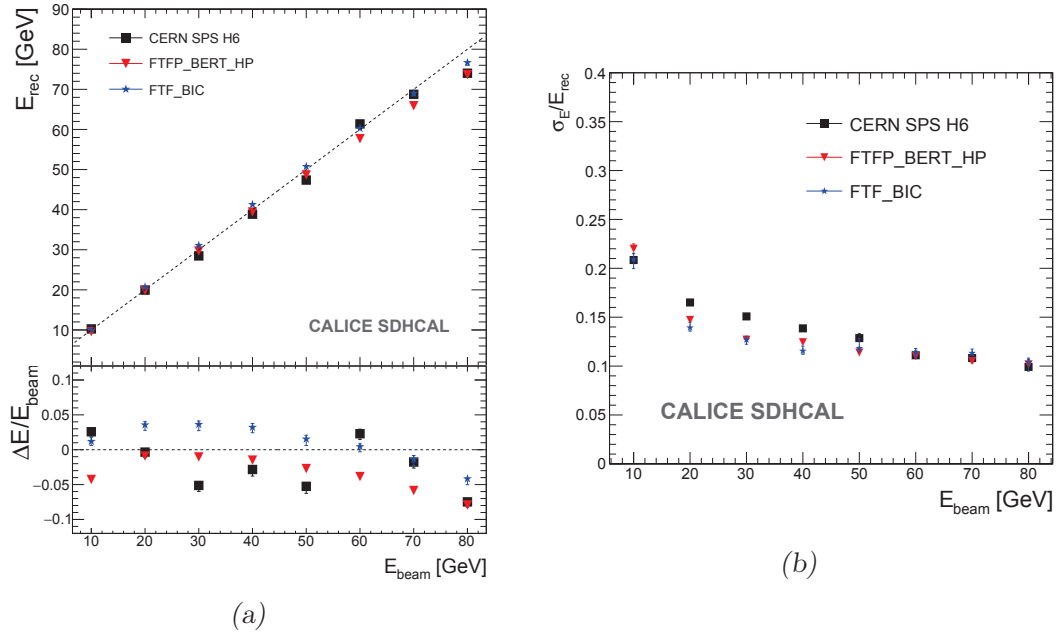 90
80
70
60
50
40
30
20
10
E_rec [GeV]
CERN SPS H6
FTFP_BERT_HP
FTF_BIC
CALICE SDHCAL
0.1
0.05
0
−0.05
−0.1
ΔE/E_beam
10 20 30 40 50 60 70 80
E_beam [GeV]
(a)
0.4
0.35
0.3
0.25
0.2
0.15
0.1
0.05
0
σ_E/E_rec
CERN SPS H6
FTFP_BERT_HP
FTF_BIC
CALICE SDHCAL
10 20 30 40 50 60 70 80
E_beam [GeV]
(b)